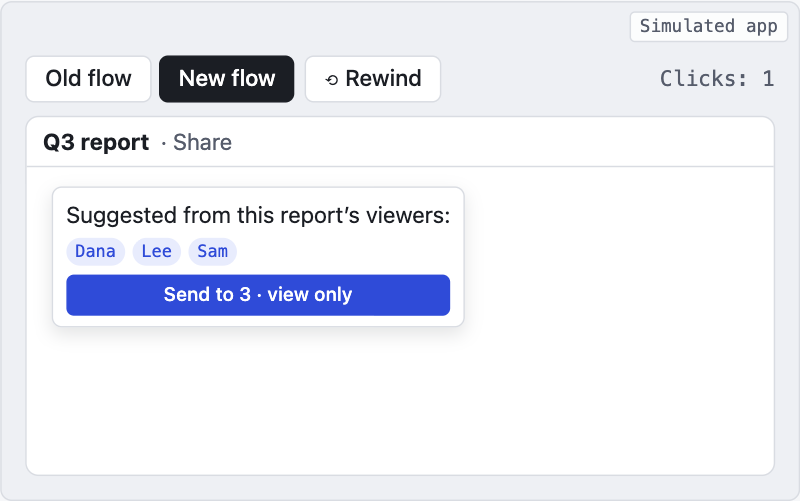 Simulated app
Old flow New flow ⟲ Rewind Clicks: 1
Q3 report · Share
Suggested from this report’s viewers:
Dana Lee Sam
Send to 3 · view only